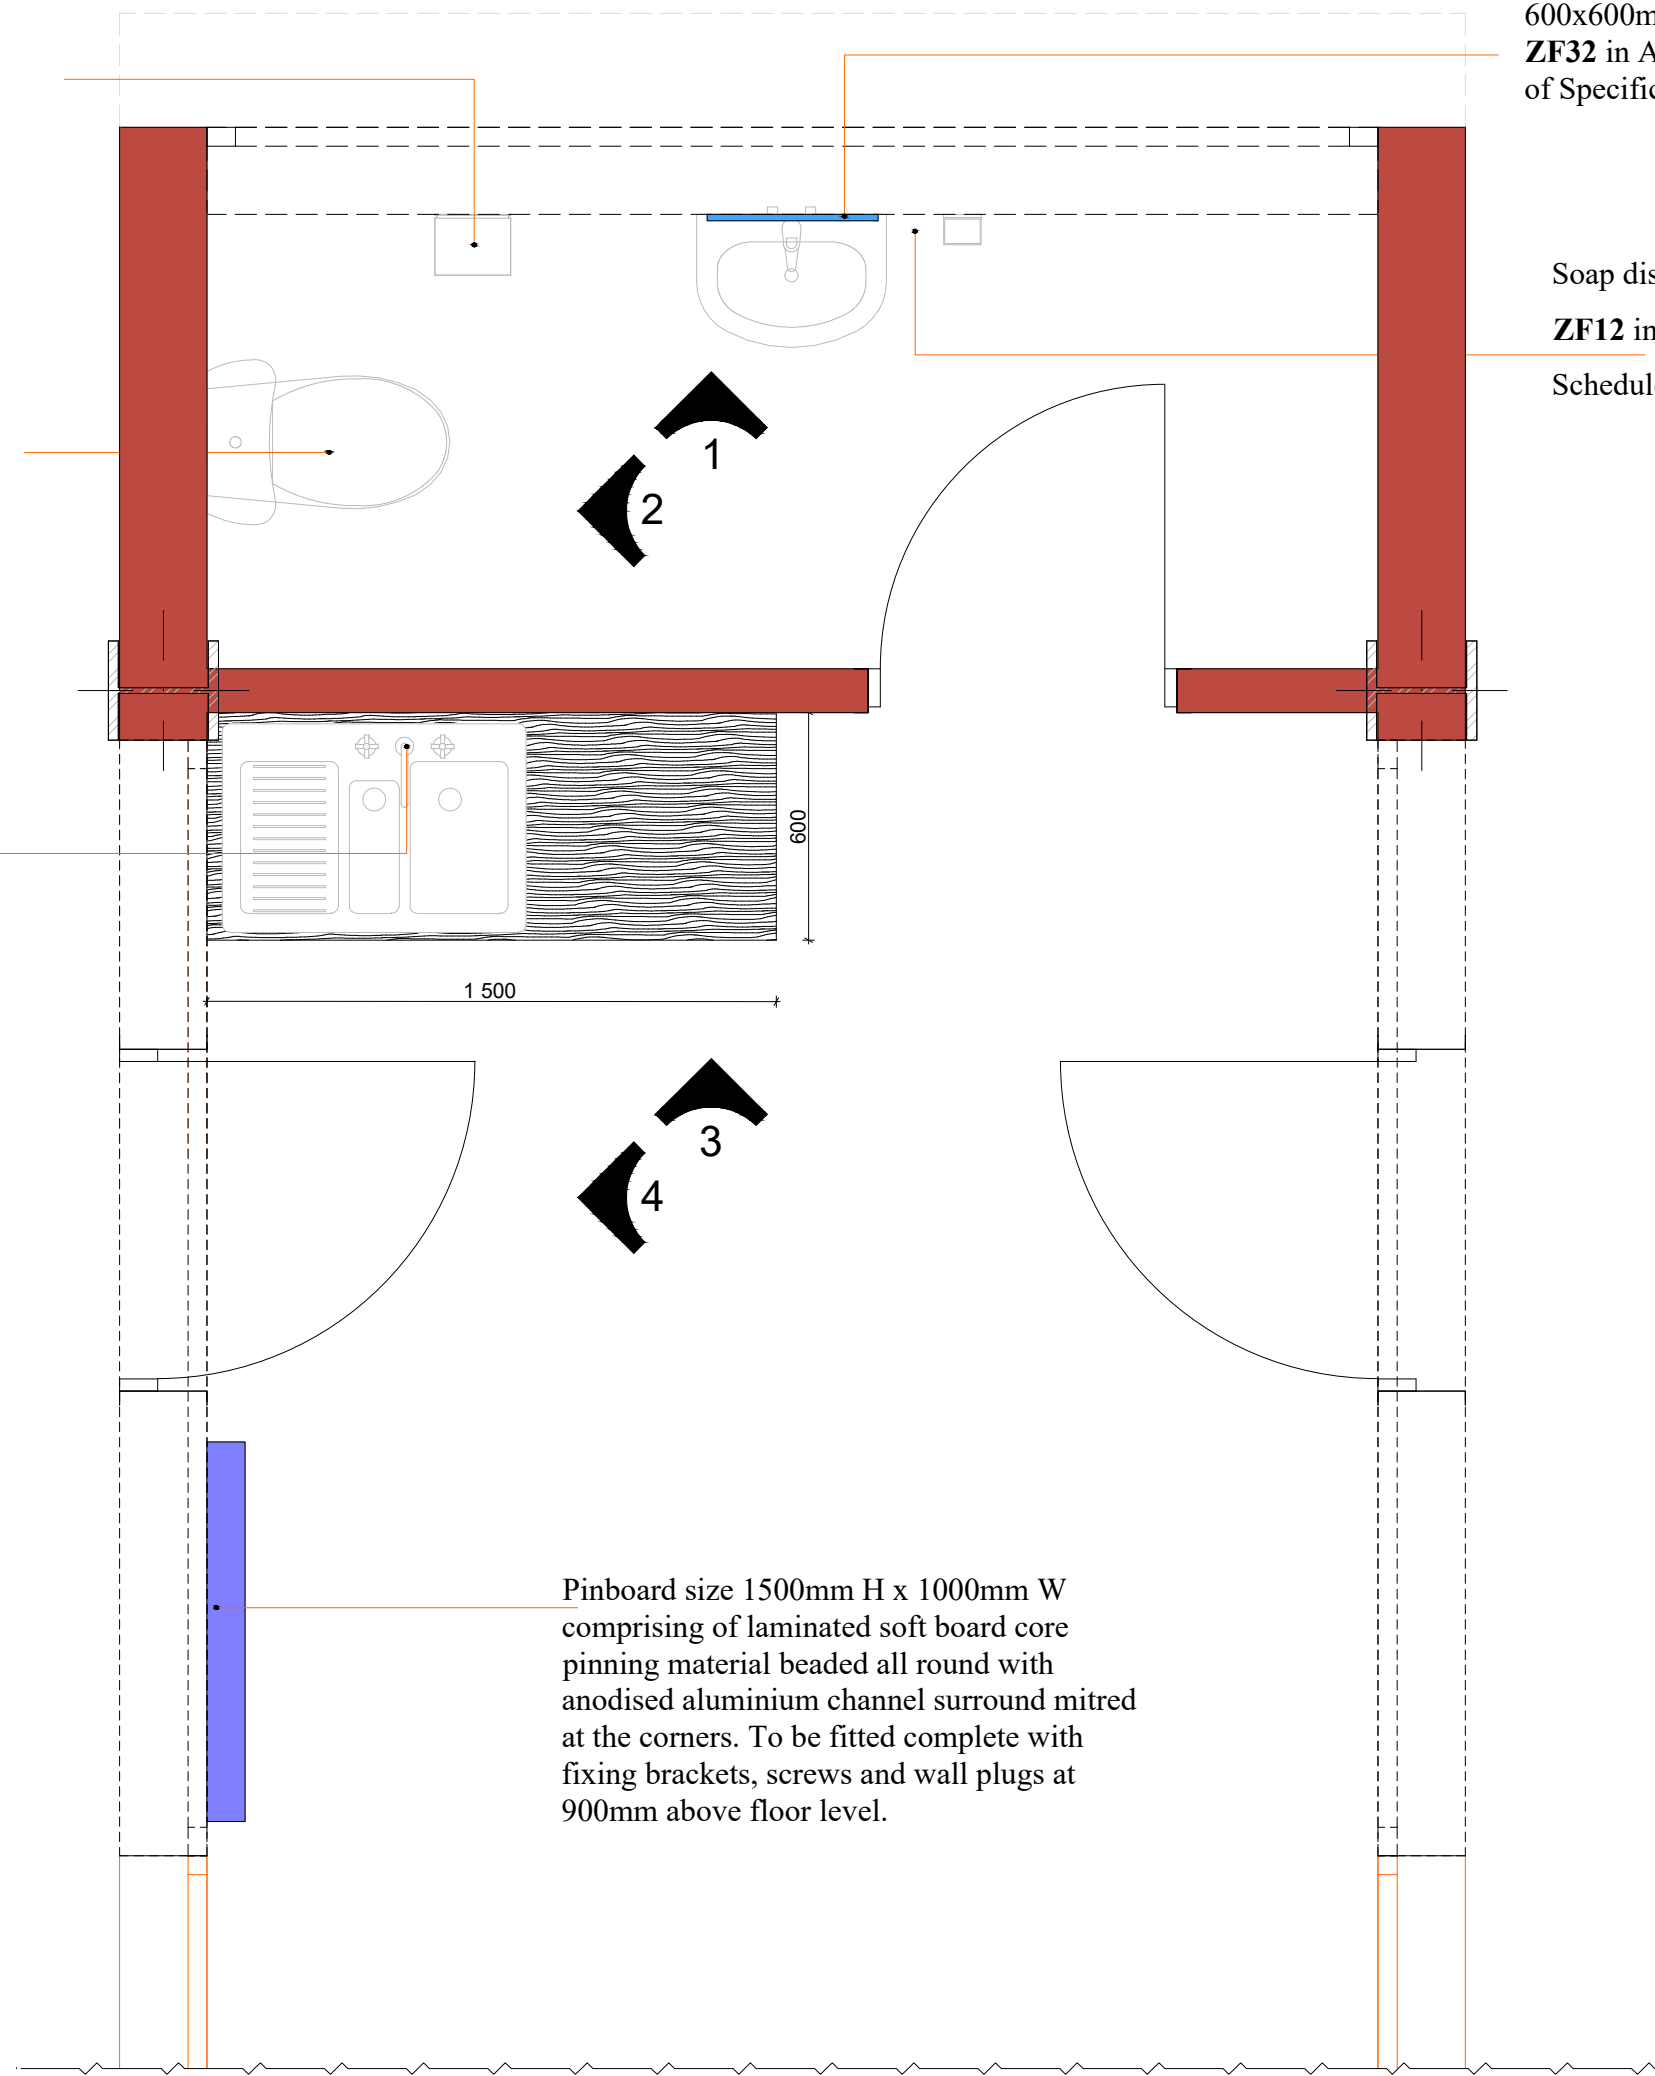 600x600m
ZF32 in A
of Specific
Soap dis
ZF12 in
Schedul
1
2
600
1 500
3
4
Pinboard size 1500mm H x 1000mm W
comprising of laminated soft board core
pinning material beaded all round with
anodised aluminium channel surround mitred
at the corners. To be fitted complete with
fixing brackets, screws and wall plugs at
900mm above floor level.